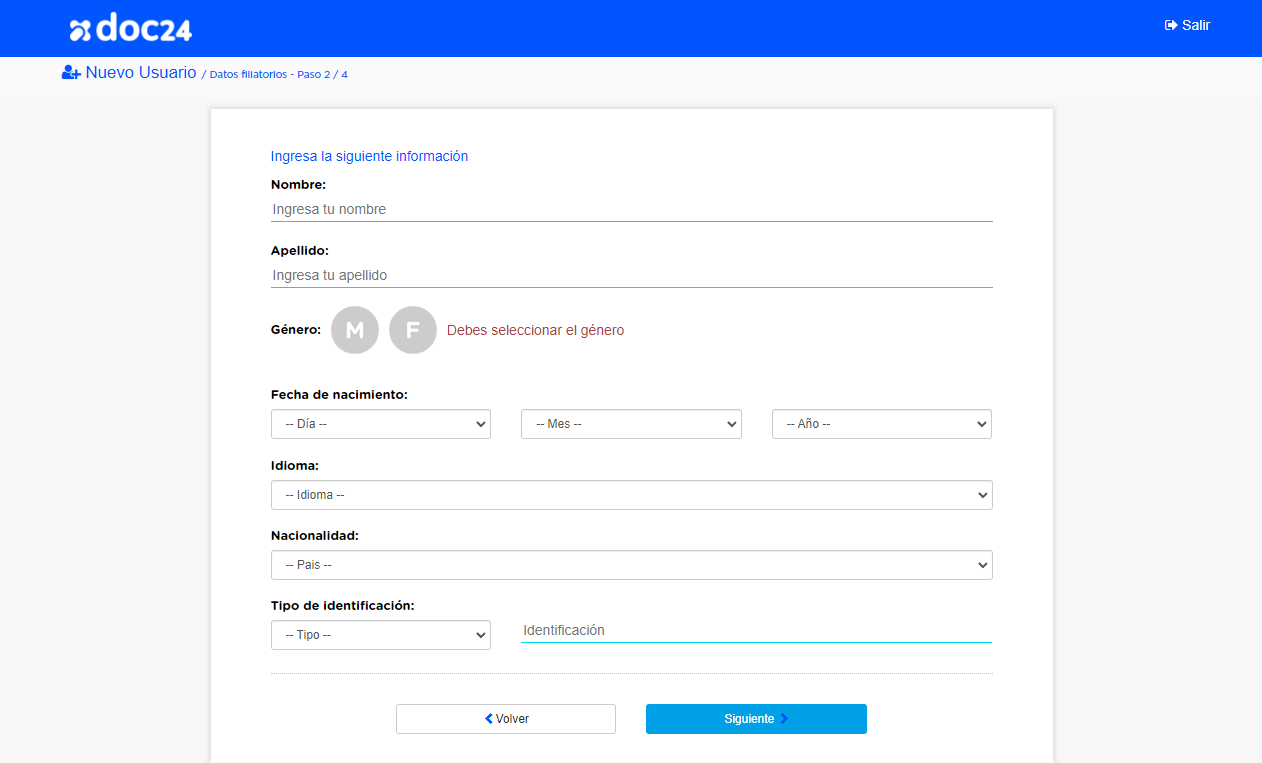 doc24
Salir
Nuevo Usuario / Datos filiatorios - Paso 2 / 4
Ingresa la siguiente información
Nombre:
Ingresa tu nombre
Apellido:
Ingresa tu apellido
Género: M F Debes seleccionar el género
Fecha de nacimiento:
-- Día -- -- Mes -- -- Año --
Idioma:
-- Idioma --
Nacionalidad:
-- Pais --
Tipo de identificación:
-- Tipo -- Identificación
Volver Siguiente